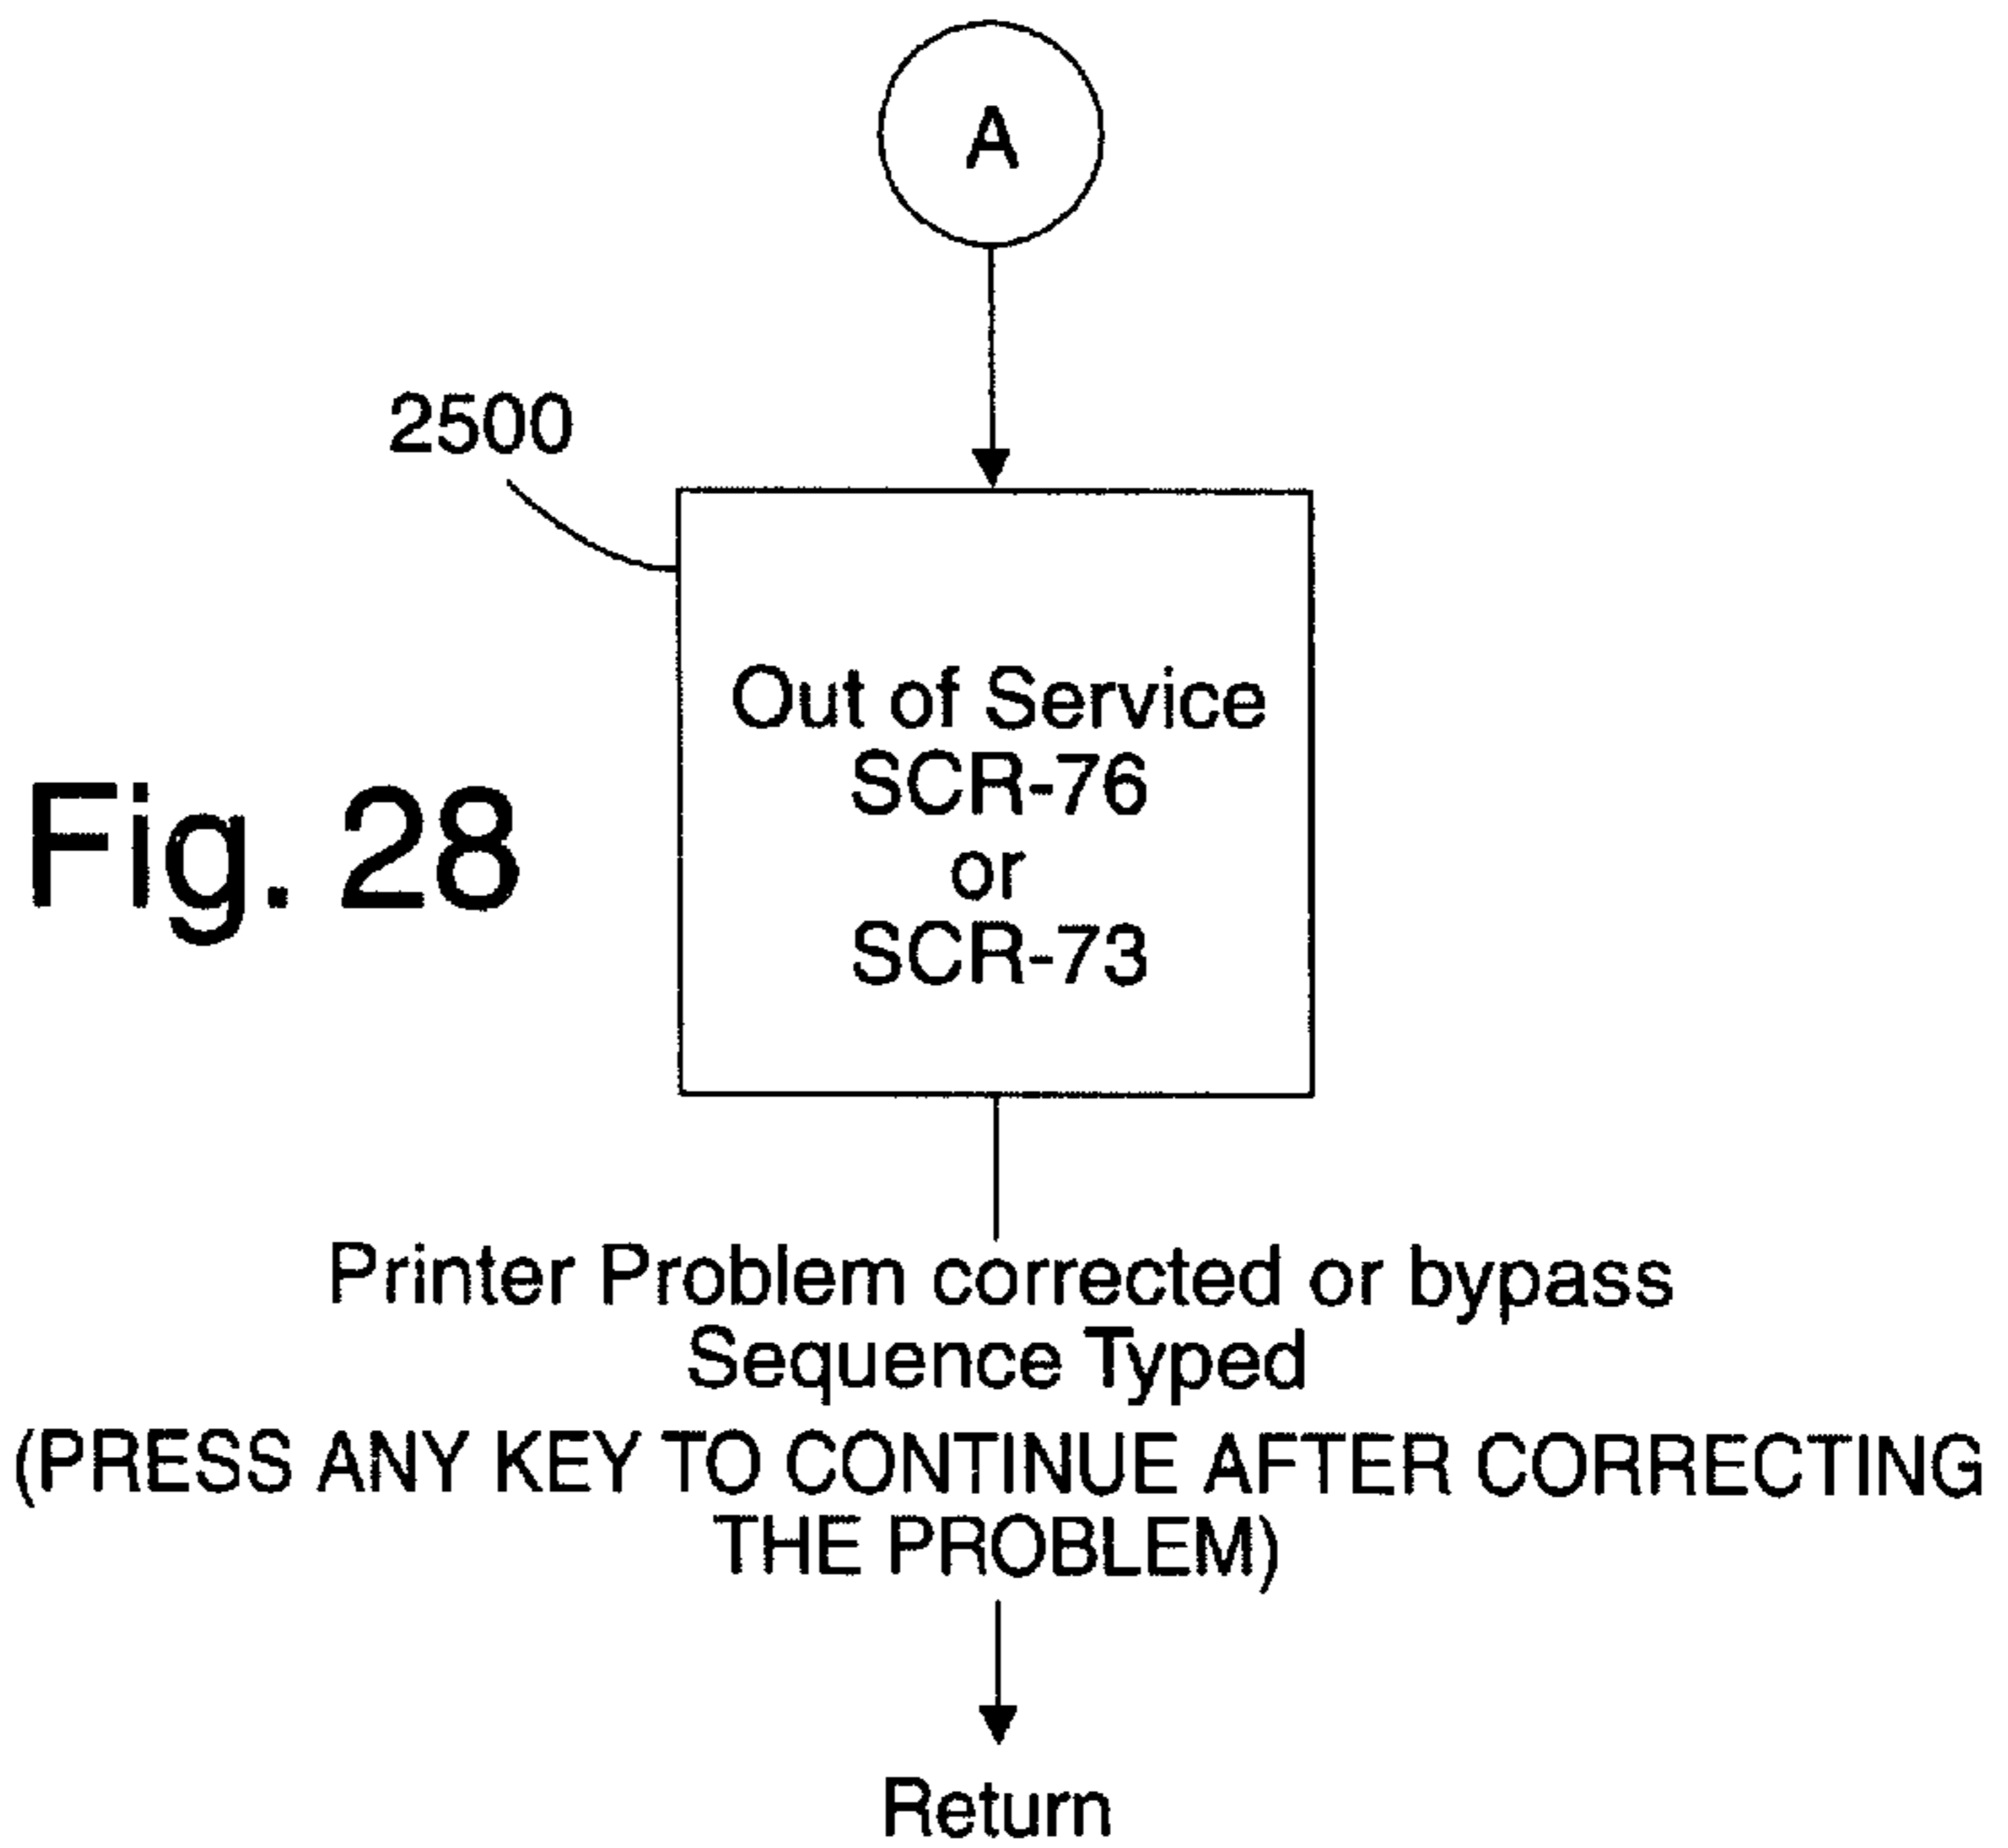 A
2500
Out of Service
SCR-76
or
SCR-73
Fig. 28
Printer Problem corrected or bypass
Sequence Typed
(PRESS ANY KEY TO CONTINUE AFTER CORRECTING
THE PROBLEM)
Return